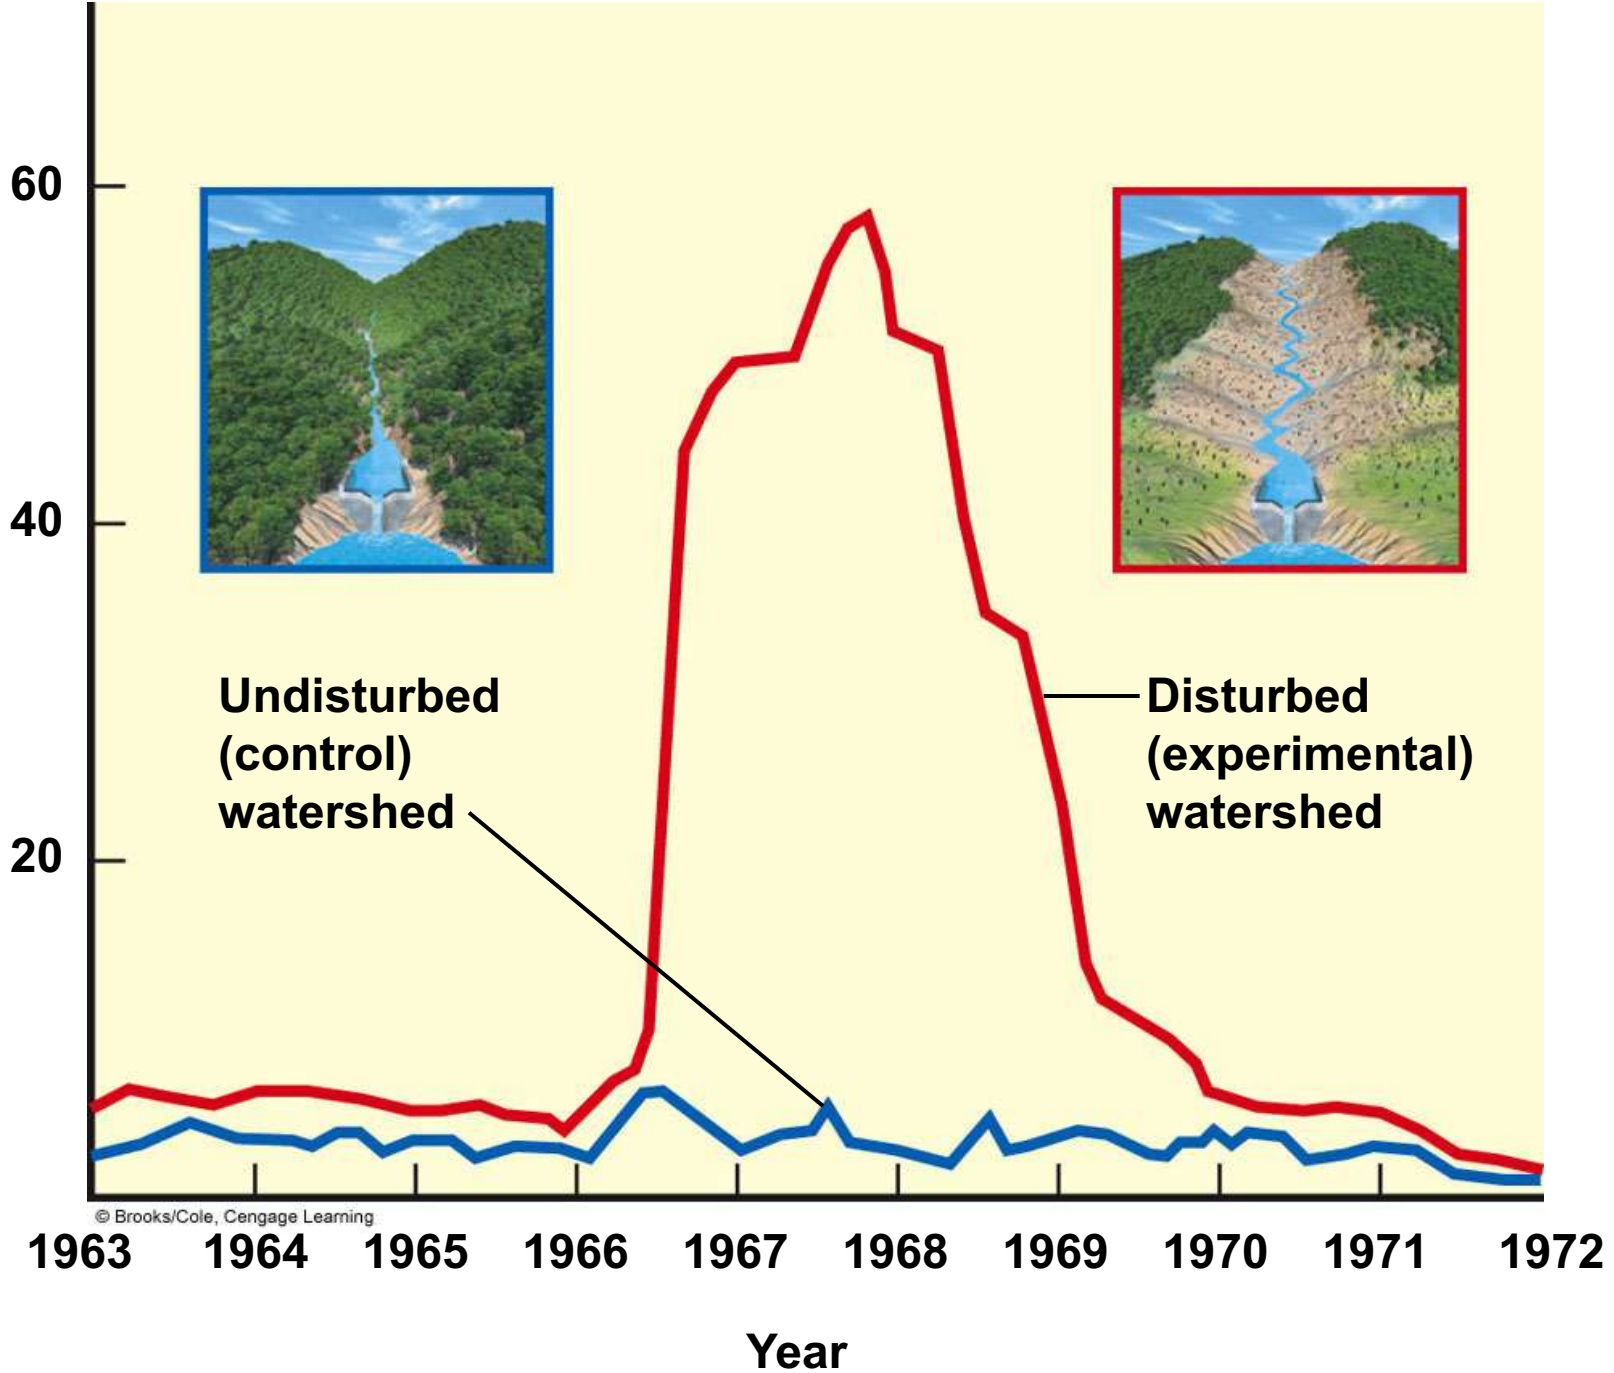 60
40
20
Undisturbed
(control)
watershed
Disturbed
(experimental)
watershed
© Brooks/Cole, Cengage Learning
1963 1964 1965 1966 1967 1968 1969 1970 1971 1972
Year